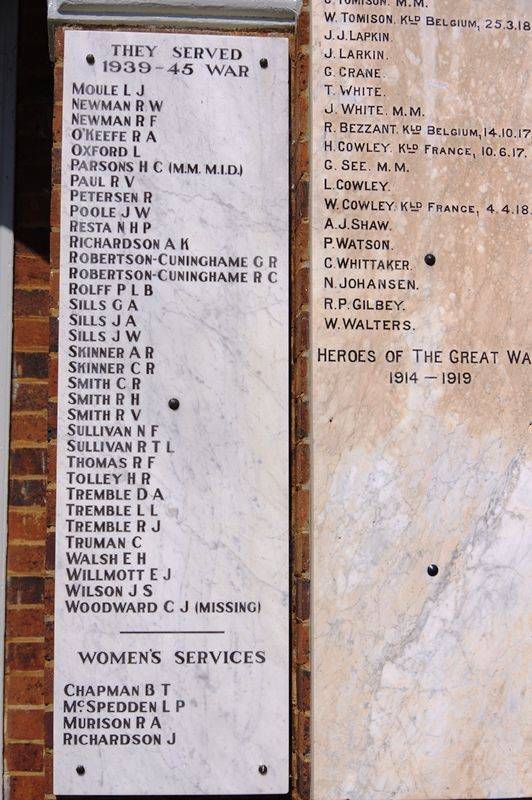 THEY SERVED
1939-45 WAR
MOULE L J
NEWMAN R W
NEWMAN R F
O'KEEFE R A
OXFORD L
PARSONS H C (M.M. M.I.D.)
PAUL R V
PETERSEN R
POOLE J W
RESTA N H P
RICHARDSON A K
ROBERTSON-CUNINGHAME G R
ROBERTSON-CUNINGHAME R C
ROLFF P L B
SILLS G A
SILLS J A
SILLS J W
SKINNER A R
SKINNER C R
SMITH C R
SMITH R H
SMITH R V
SULLIVAN N F
SULLIVAN R T L
THOMAS R F
TOLLEY H R
TREMBLE D A
TREMBLE L L
TREMBLE R J
TRUMAN C
WALSH E H
WILLMOTT E J
WILSON J S
WOODWARD C J (MISSING)
WOMEN'S SERVICES
CHAPMAN B T
McSPEDDEN L P
MURISON R A
RICHARDSON J
TOMISON. M.M.
W. TOMISON. KLD BELGIUM, 25.3.18
J.J. LAPKIN.
J. LARKIN.
G. CRANE.
T. WHITE.
J. WHITE. M.M.
R. BEZZANT. KLD BELGIUM, 14.10.17
H. COWLEY. KLD FRANCE, 10.6.17.
G. SEE. M.M.
L. COWLEY.
W. COWLEY. KLD FRANCE, 4.4.18
A.J. SHAW.
P. WATSON.
C. WHITTAKER.
N. JOHANSEN.
R.P. GILBEY.
W. WALTERS.
HEROES OF THE GREAT WA
1914 – 1919